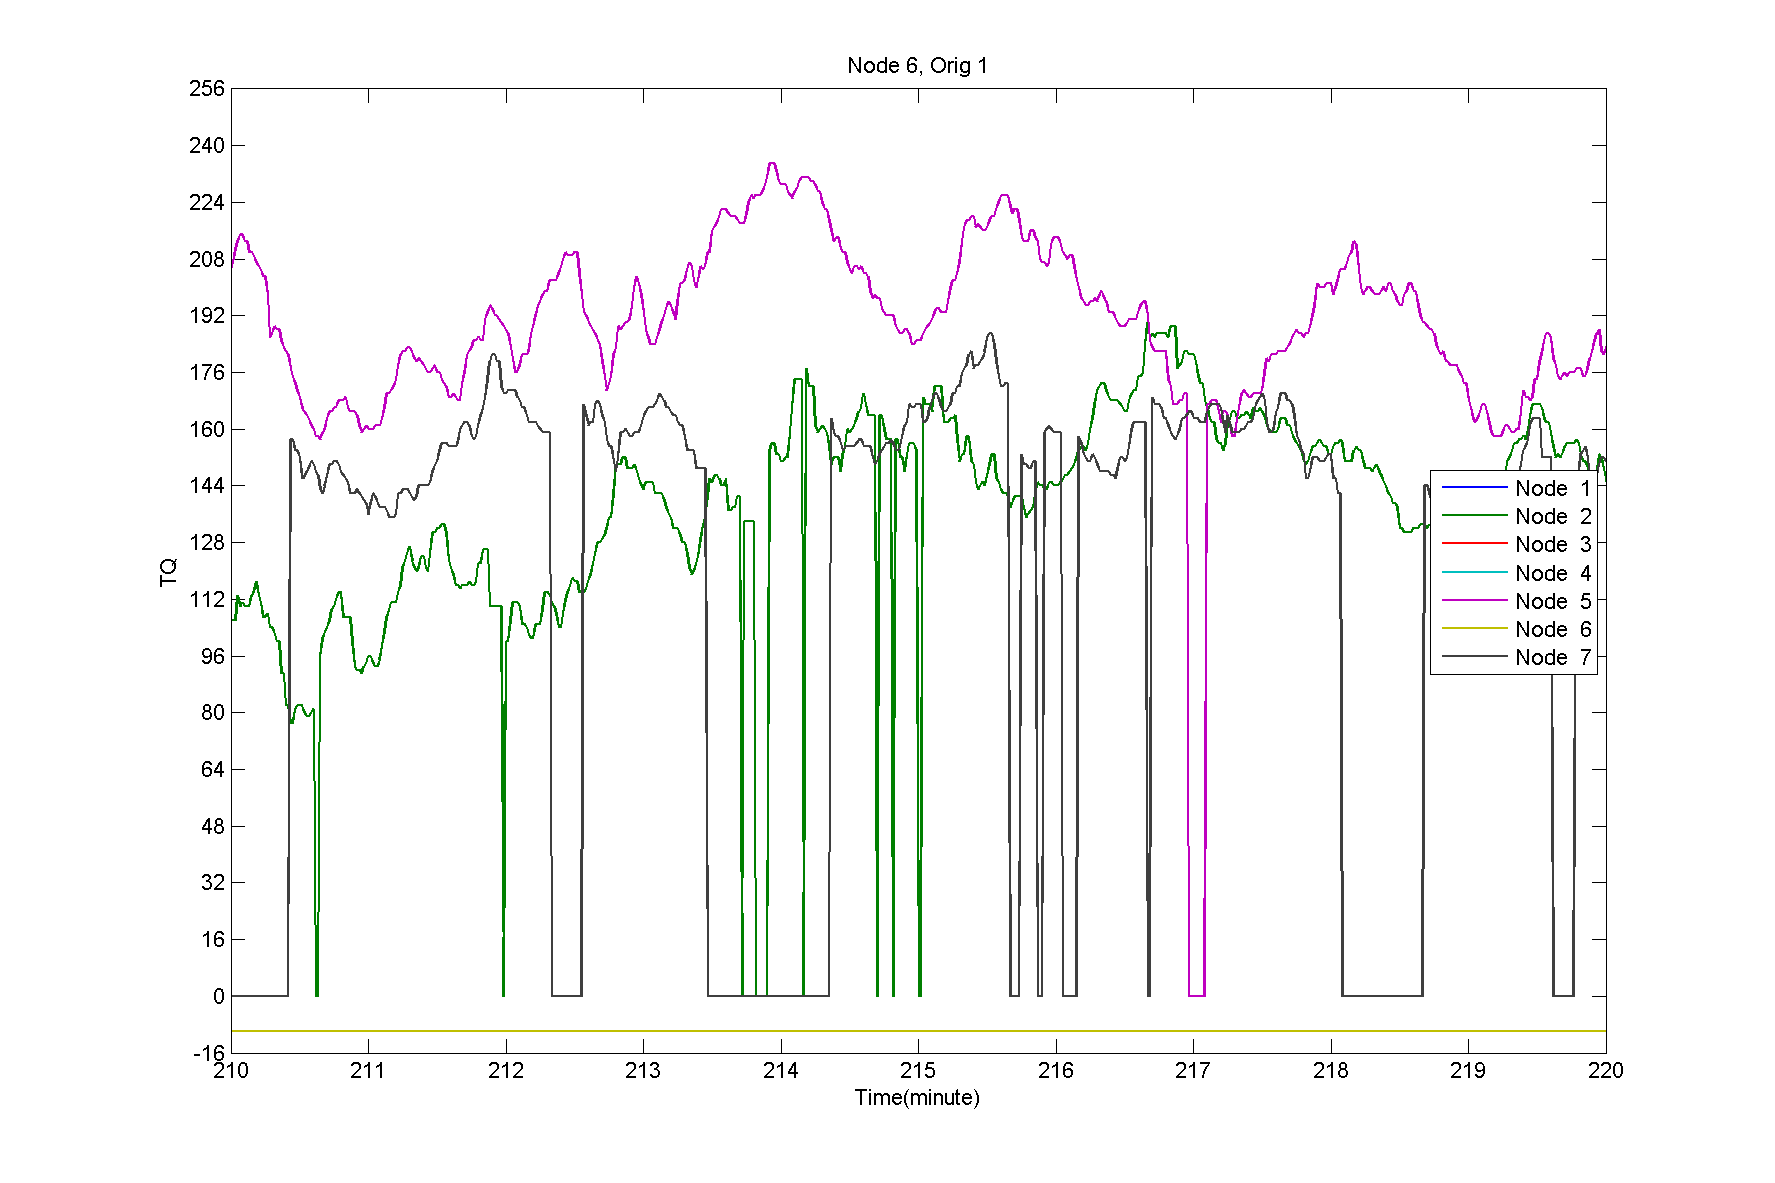 Node 6, Orig 1
256
240
224
208
192
176
160
144
128
112
96
80
64
48
32
16
0
-16
TQ
Node 1
Node 2
Node 3
Node 4
Node 5
Node 6
Node 7
210 211 212 213 214 215 216 217 218 219 220
Time(minute)